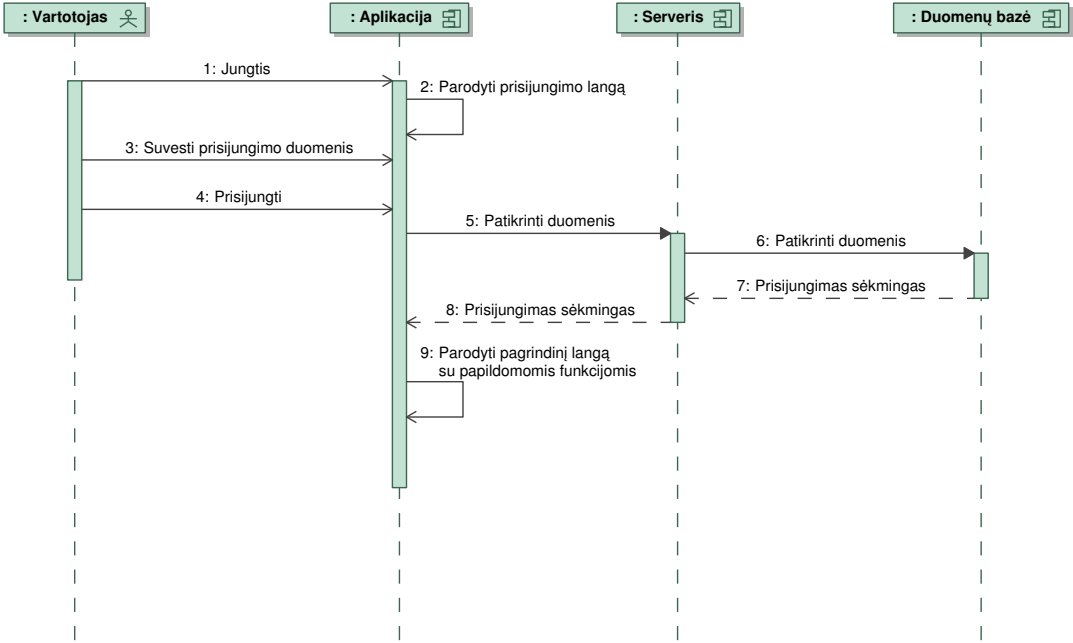 : Vartotojas
: Aplikacija
: Serveris
: Duomenų bazė
1: Jungtis
2: Parodyti prisijungimo langą
3: Suvesti prisijungimo duomenis
4: Prisijungti
5: Patikrinti duomenis
6: Patikrinti duomenis
7: Prisijungimas sėkmingas
8: Prisijungimas sėkmingas
9: Parodyti pagrindinį langą
su papildomomis funkcijomis